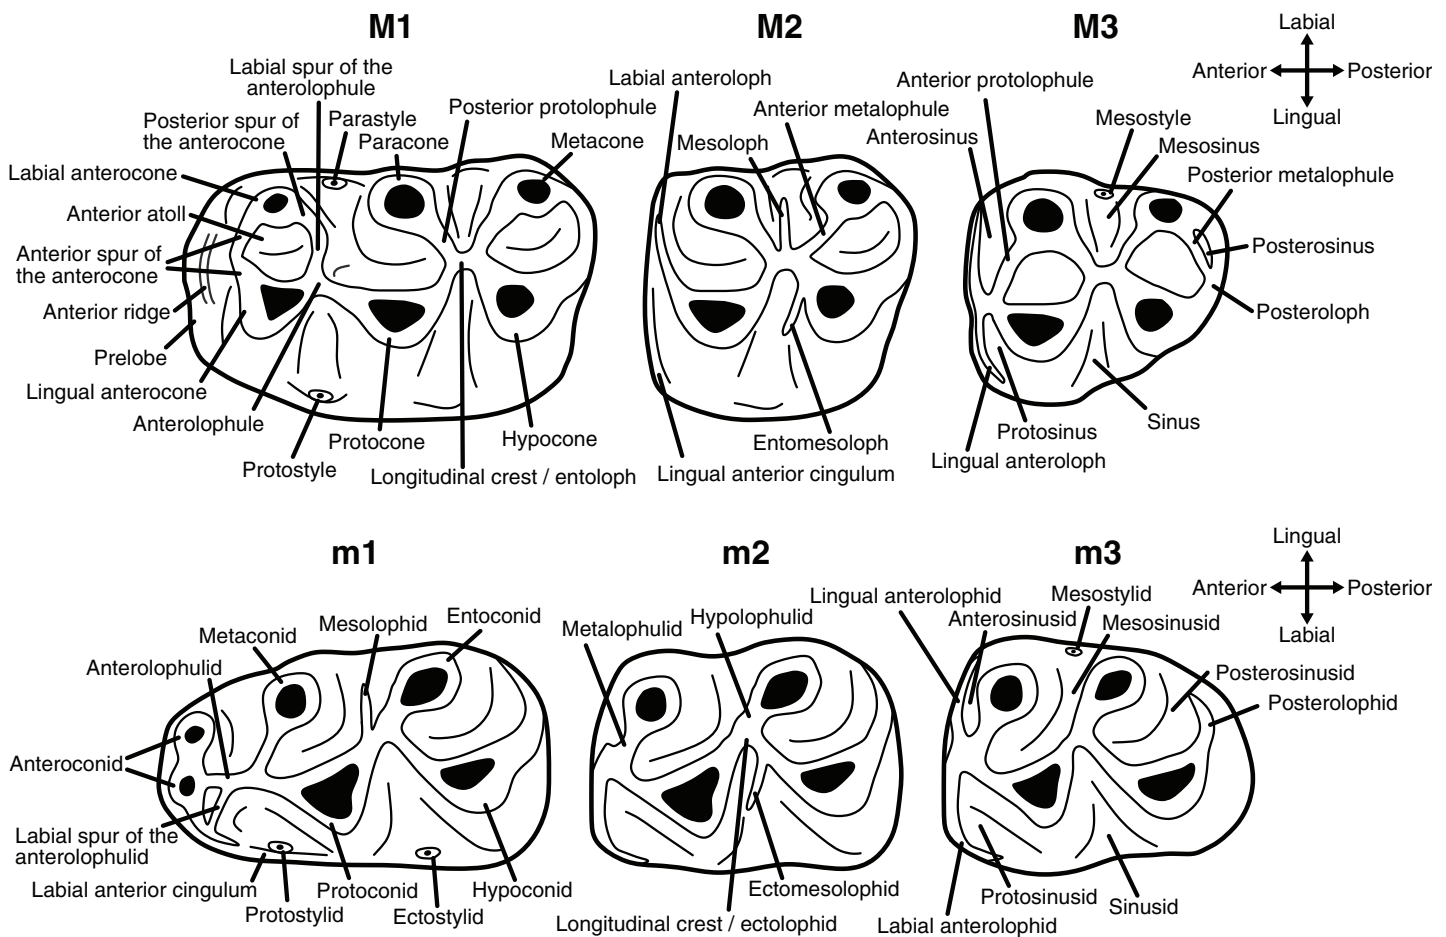 M1
M2
M3
Labial
Anterior
Posterior
Lingual
Labial spur of the
anterolophule
Posterior spur of
the anterocone
Parastyle
Paracone
Posterior protolophule
Metacone
Labial anterocone
Anterior atoll
Anterior spur of
the anterocone
Anterior ridge
Prelobe
Lingual anterocone
Anterolophule
Protostyle
Protocone
Longitudinal crest / entoloph
Hypocone
Labial anteroloph
Mesoloph
Anterior metalophule
Entomesoloph
Lingual anterior cingulum
Anterior protolophule
Anterosinus
Mesostyle
Mesosinus
Posterior metalophule
Posterosinus
Posteroloph
Sinus
Protosinus
Lingual anteroloph
m1
m2
m3
Lingual
Anterior
Posterior
Labial
Entoconid
Mesolophid
Metaconid
Anterolophulid
Anteroconid
Labial spur of the
anterolophulid
Labial anterior cingulum
Protostylid
Protoconid
Ectostylid
Hypoconid
Metalophulid
Hypolophulid
Ectomesolophid
Longitudinal crest / ectolophid
Lingual anterolophid
Anterosinusid
Mesostylid
Mesosinusid
Posterosinusid
Posterolophid
Protosinusid
Sinusid
Labial anterolophid